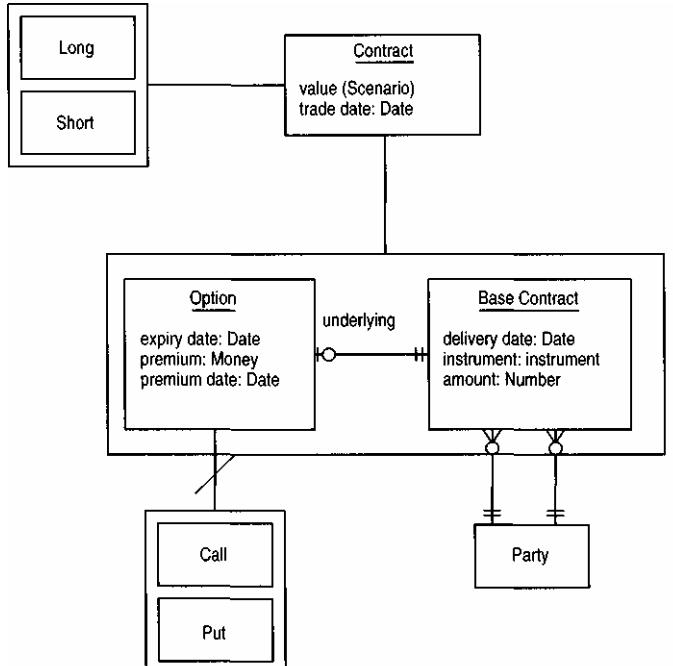 Long
Short
Contract
value (Scenario)
trade date: Date
Option
expiry date: Date
premium: Money
premium date: Date
underlying
Base Contract
delivery date: Date
instrument: instrument
amount: Number
Call
Put
Party